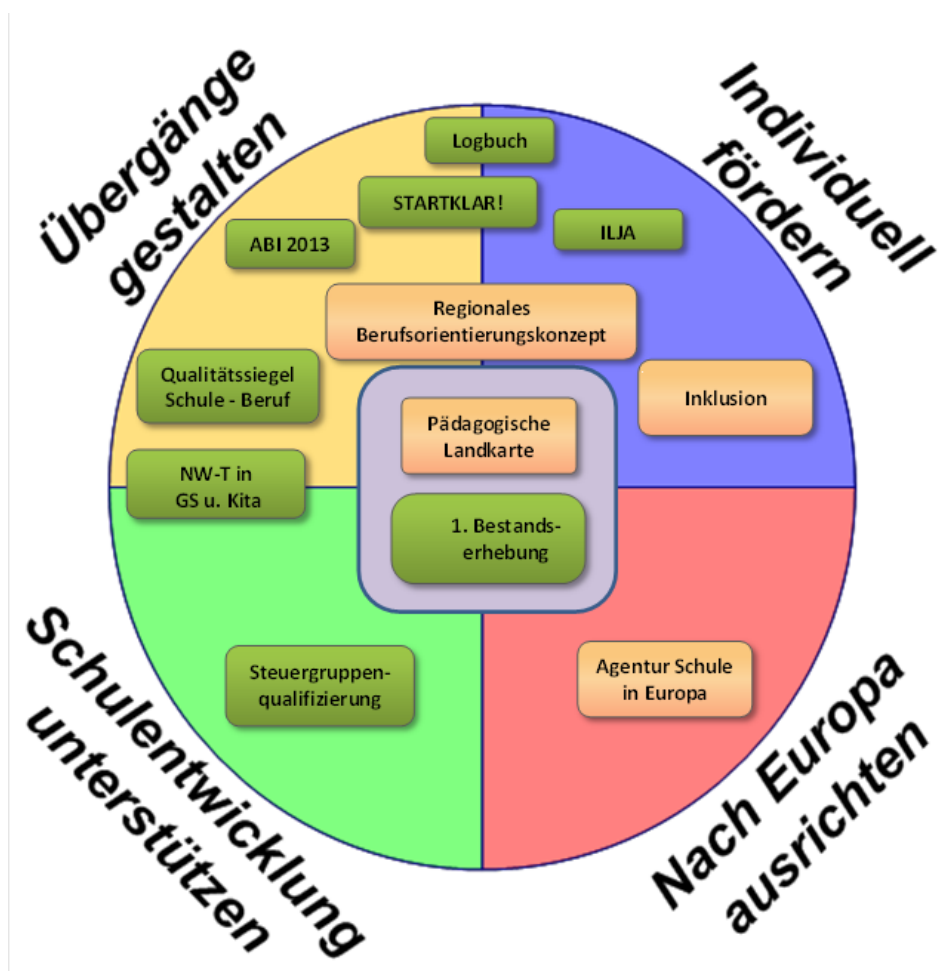 Übergänge
gestalten
Individuell
fördern
Logbuch
STARTKLAR!
ABI 2013
ILJA
Regionales
Berufsorientierungskonzept
Qualitätssiegel
Schule - Beruf
Inklusion
Pädagogische
Landkarte
NW-T in
GS u. Kita
1. Bestands-
erhebung
Steuergruppen-
qualifizierung
Agentur Schule
in Europa
Schulentwicklung
unterstützen
Nach Europa
ausrichten